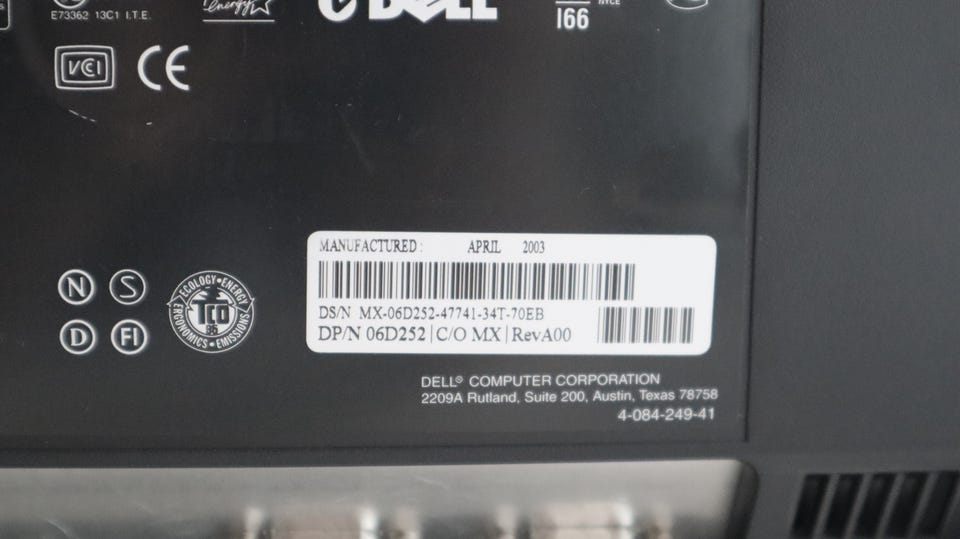 E73362 13C1 I.T.E.
Energy
DELL
I66
VCI
CE
MANUFACTURED: APRIL 2003
DS/N MX-06D252-47741-34T-70EB
DP/N 06D252 | C/O MX | RevA00
N S
D FI
ECOLOGY • ENERGY
TCO
95
ERGONOMICS • EMISSIONS
DELL® COMPUTER CORPORATION
2209A Rutland, Suite 200, Austin, Texas 78758
4-084-249-41